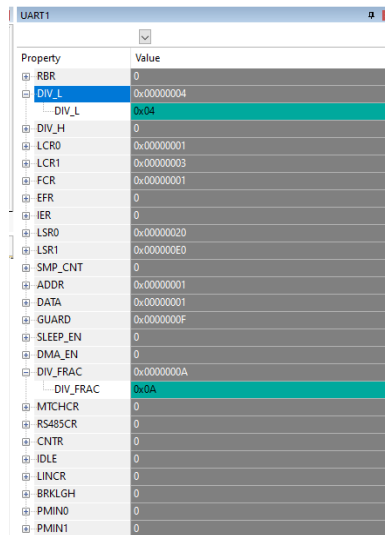 UART1
Property Value
RBR 0
DIV_L 0x00000004
DIV_L 0x04
DIV_H 0
LCR0 0x00000001
LCR1 0x00000003
FCR 0x00000001
EFR 0
IER 0
LSR0 0x00000020
LSR1 0x000000E0
SMP_CNT 0
ADDR 0x00000001
DATA 0x00000001
GUARD 0x0000000F
SLEEP_EN 0
DMA_EN 0
DIV_FRAC 0x0000000A
DIV_FRAC 0x0A
MTCHCR 0
RS485CR 0
CNTR 0
IDLE 0
LINCR 0
BRKLGH 0
PMIN0 0
PMIN1 0